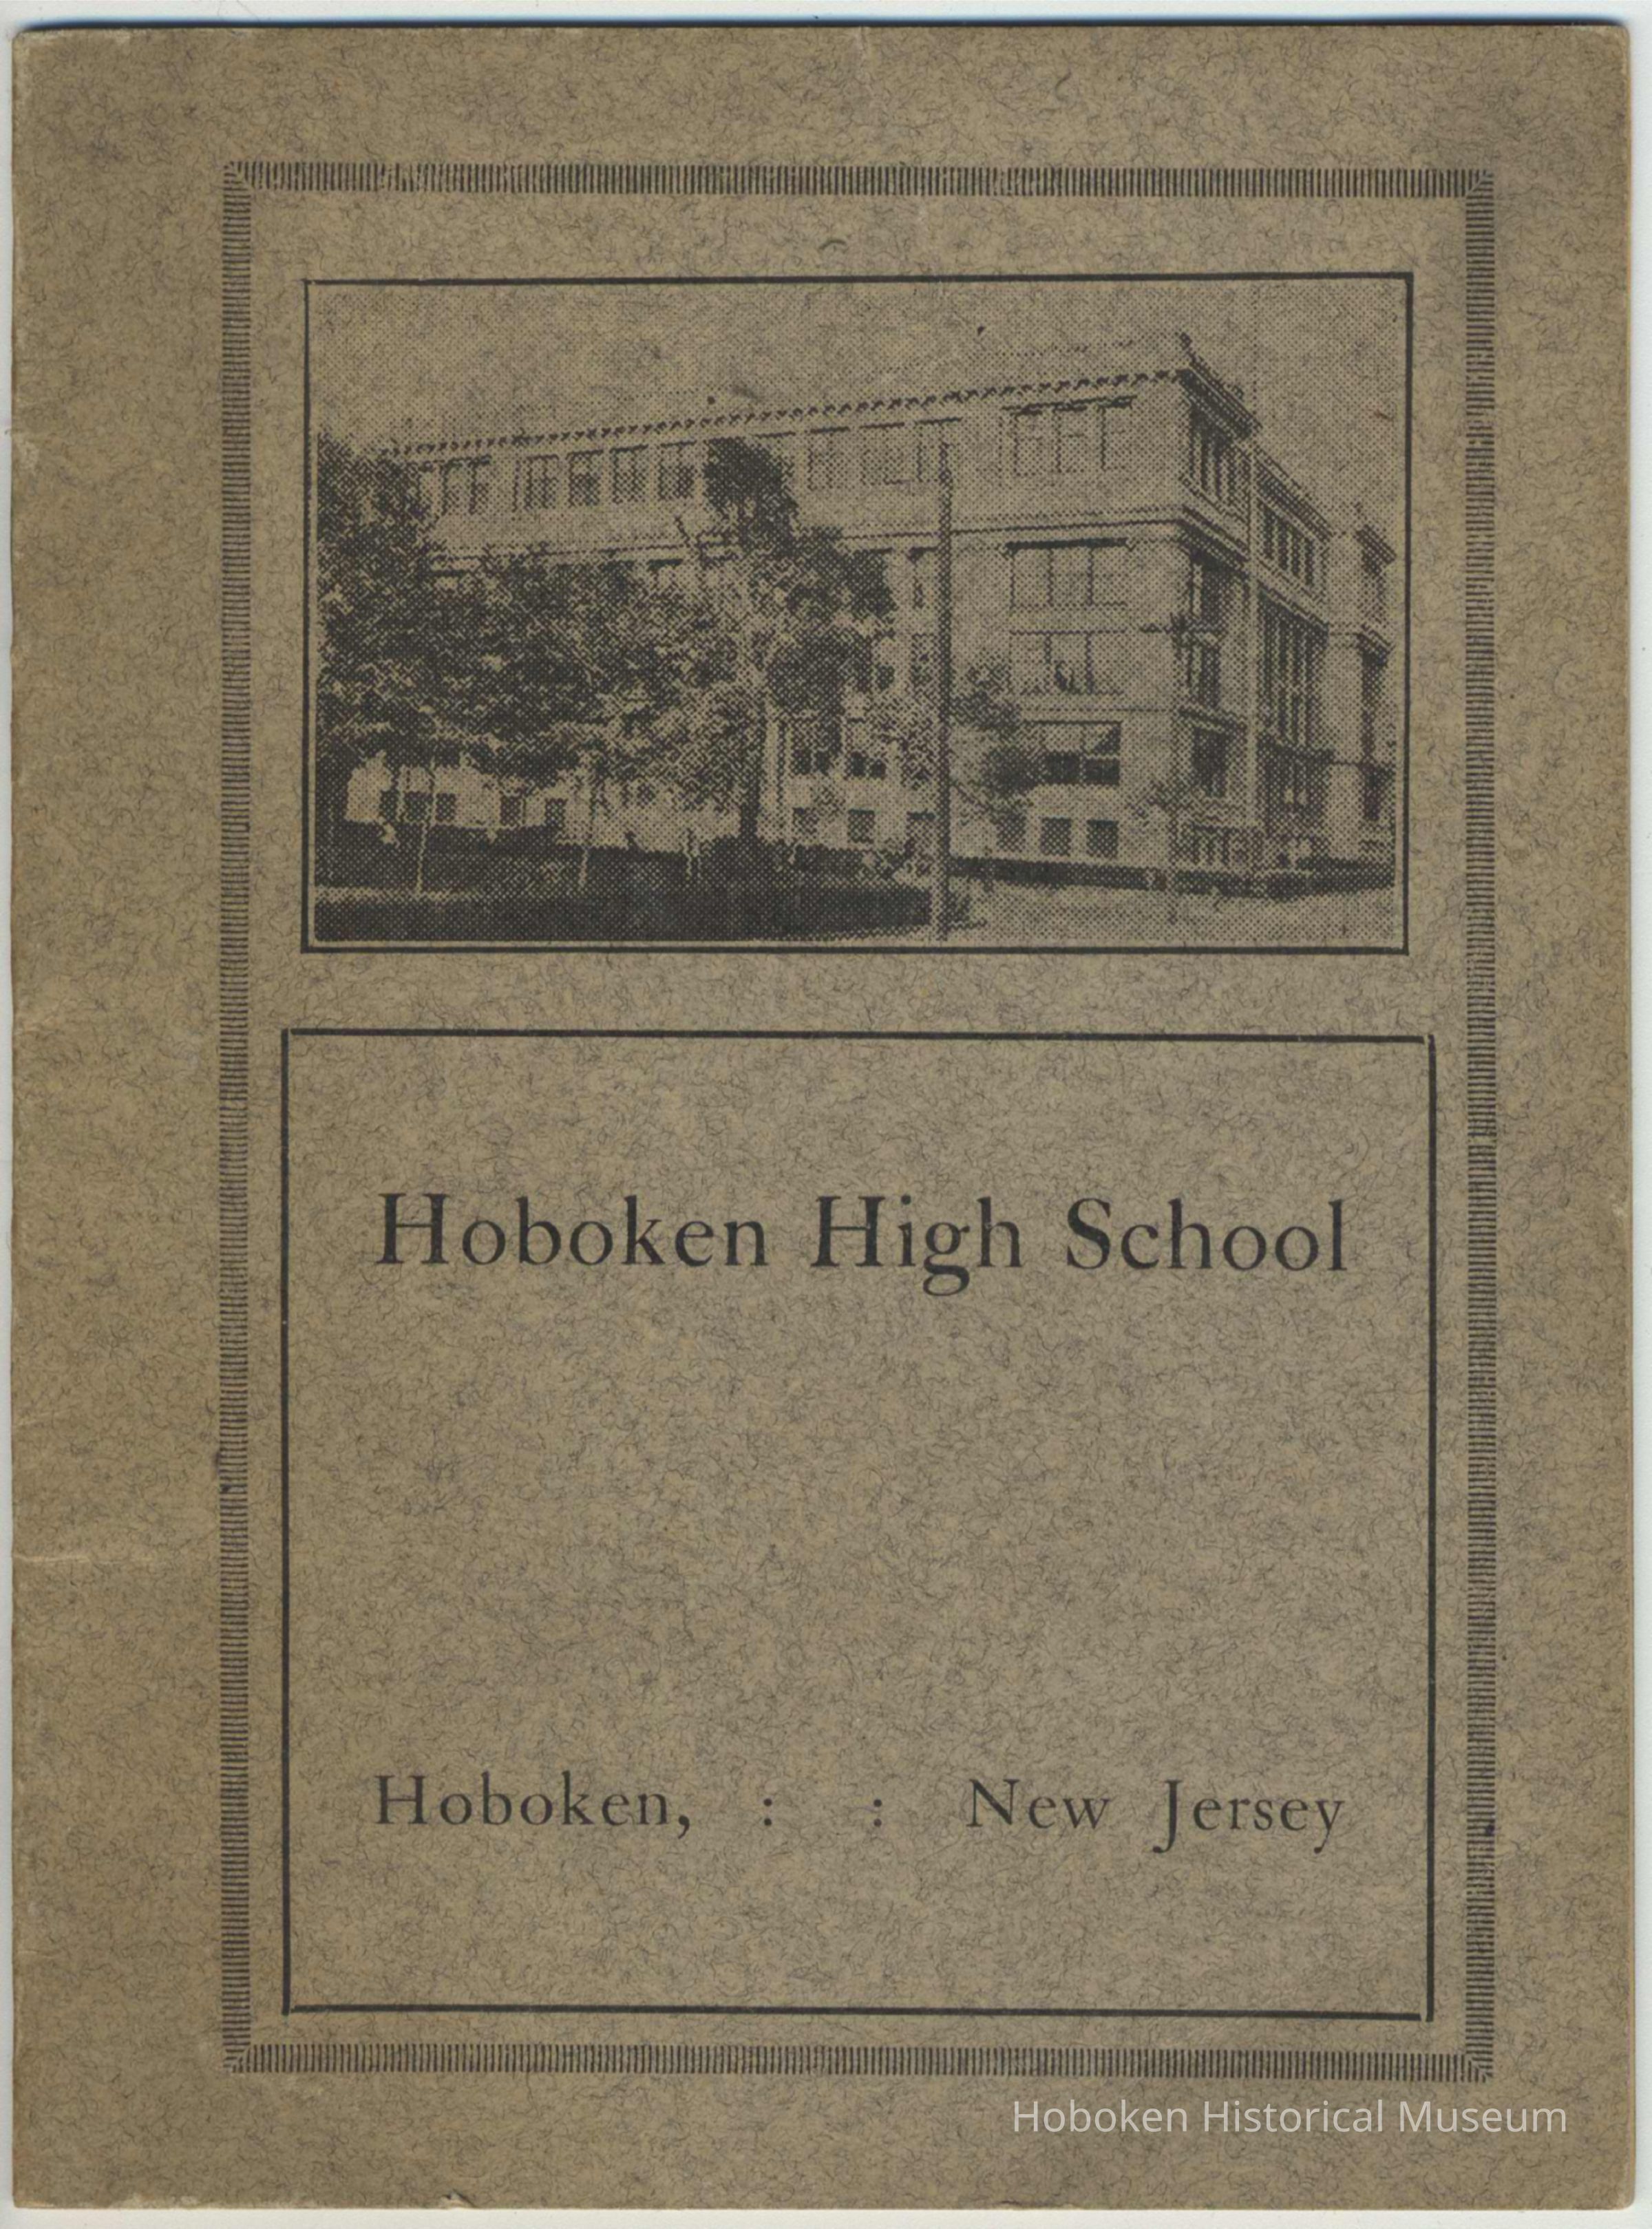 Hoboken High School
Hoboken, : : New Jersey
Hoboken Historical Museum